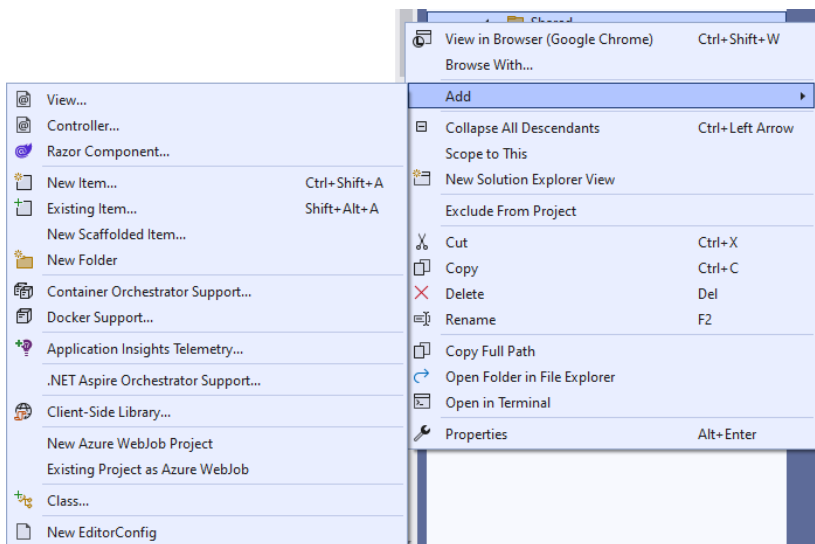 Shared
View in Browser (Google Chrome) Ctrl+Shift+W
Browse With...
Add
Collapse All Descendants Ctrl+Left Arrow
Scope to This
New Solution Explorer View
Exclude From Project
Cut Ctrl+X
Copy Ctrl+C
Delete Del
Rename F2
Copy Full Path
Open Folder in File Explorer
Open in Terminal
Properties Alt+Enter
View...
Controller...
Razor Component...
New Item... Ctrl+Shift+A
Existing Item... Shift+Alt+A
New Scaffolded Item...
New Folder
Container Orchestrator Support...
Docker Support...
Application Insights Telemetry...
.NET Aspire Orchestrator Support...
Client-Side Library...
New Azure WebJob Project
Existing Project as Azure WebJob
Class...
New EditorConfig